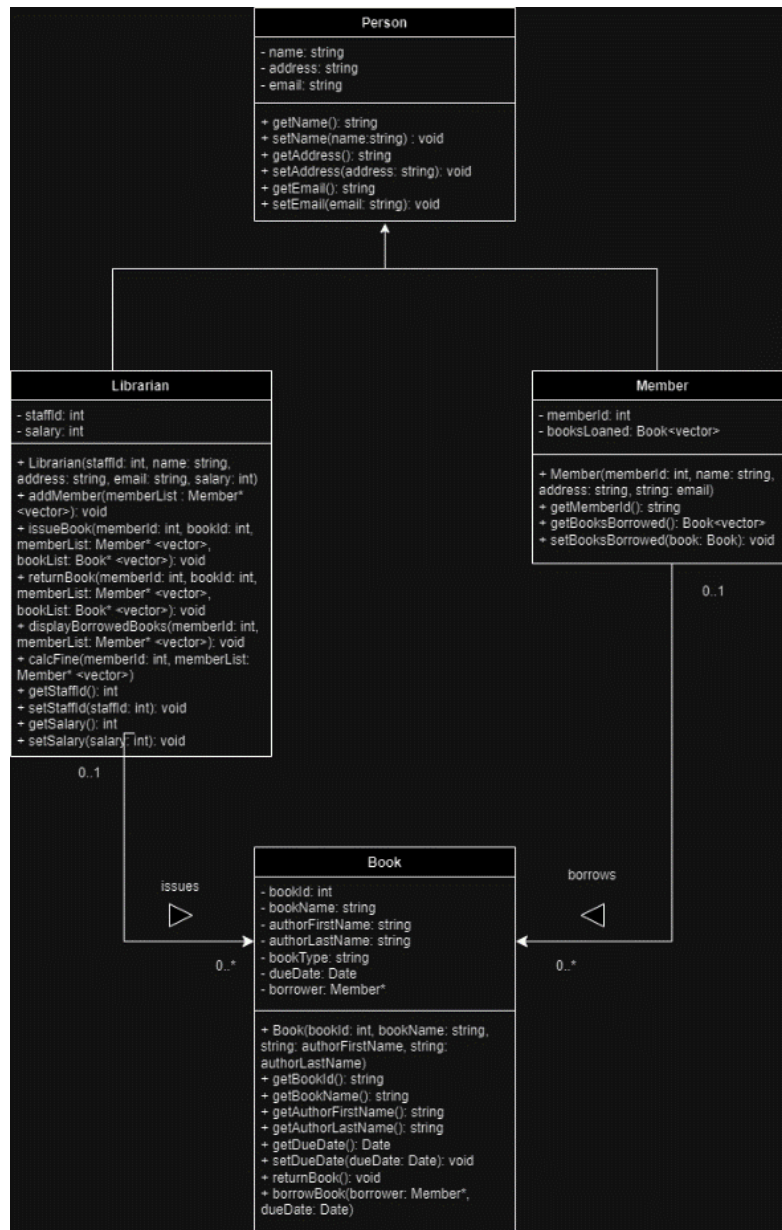 Person
- name: string
- address: string
- email: string
+ getName(): string
+ setName(name:string) : void
+ getAddress(): string
+ setAddress(address: string): void
+ getEmail(): string
+ setEmail(email: string): void
Librarian
- staffId: int
- salary: int
+ Librarian(staffId: int, name: string,
address: string, email: string, salary: int)
+ addMember(memberList : Member*
<vector>): void
+ issueBook(memberId: int, bookId: int,
memberList: Member* <vector>,
bookList: Book* <vector>): void
+ returnBook(memberId: int, bookId: int,
memberList: Member* <vector>,
bookList: Book* <vector>): void
+ displayBorrowedBooks(memberId: int,
memberList: Member* <vector>): void
+ calcFine(memberId: int, memberList:
Member* <vector>)
+ getStaffId(): int
+ setStaffId(staffId: int): void
+ getSalary(): int
+ setSalary(salary: int): void
Member
- memberId: int
- booksLoaned: Book<vector>
+ Member(memberId: int, name: string,
address: string, string: email)
+ getMemberId(): string
+ getBooksBorrowed(): Book<vector>
+ setBooksBorrowed(book: Book): void
0..1
0..1
issues
borrows
0..*
0..*
Book
- bookId: int
- bookName: string
- authorFirstName: string
- authorLastName: string
- bookType: string
- dueDate: Date
- borrower: Member*
+ Book(bookId: int, bookName: string,
string: authorFirstName, string:
authorLastName)
+ getBookId(): string
+ getBookName(): string
+ getAuthorFirstName(): string
+ getAuthorLastName(): string
+ getDueDate(): Date
+ setDueDate(dueDate: Date): void
+ returnBook(): void
+ borrowBook(borrower: Member*,
dueDate: Date)